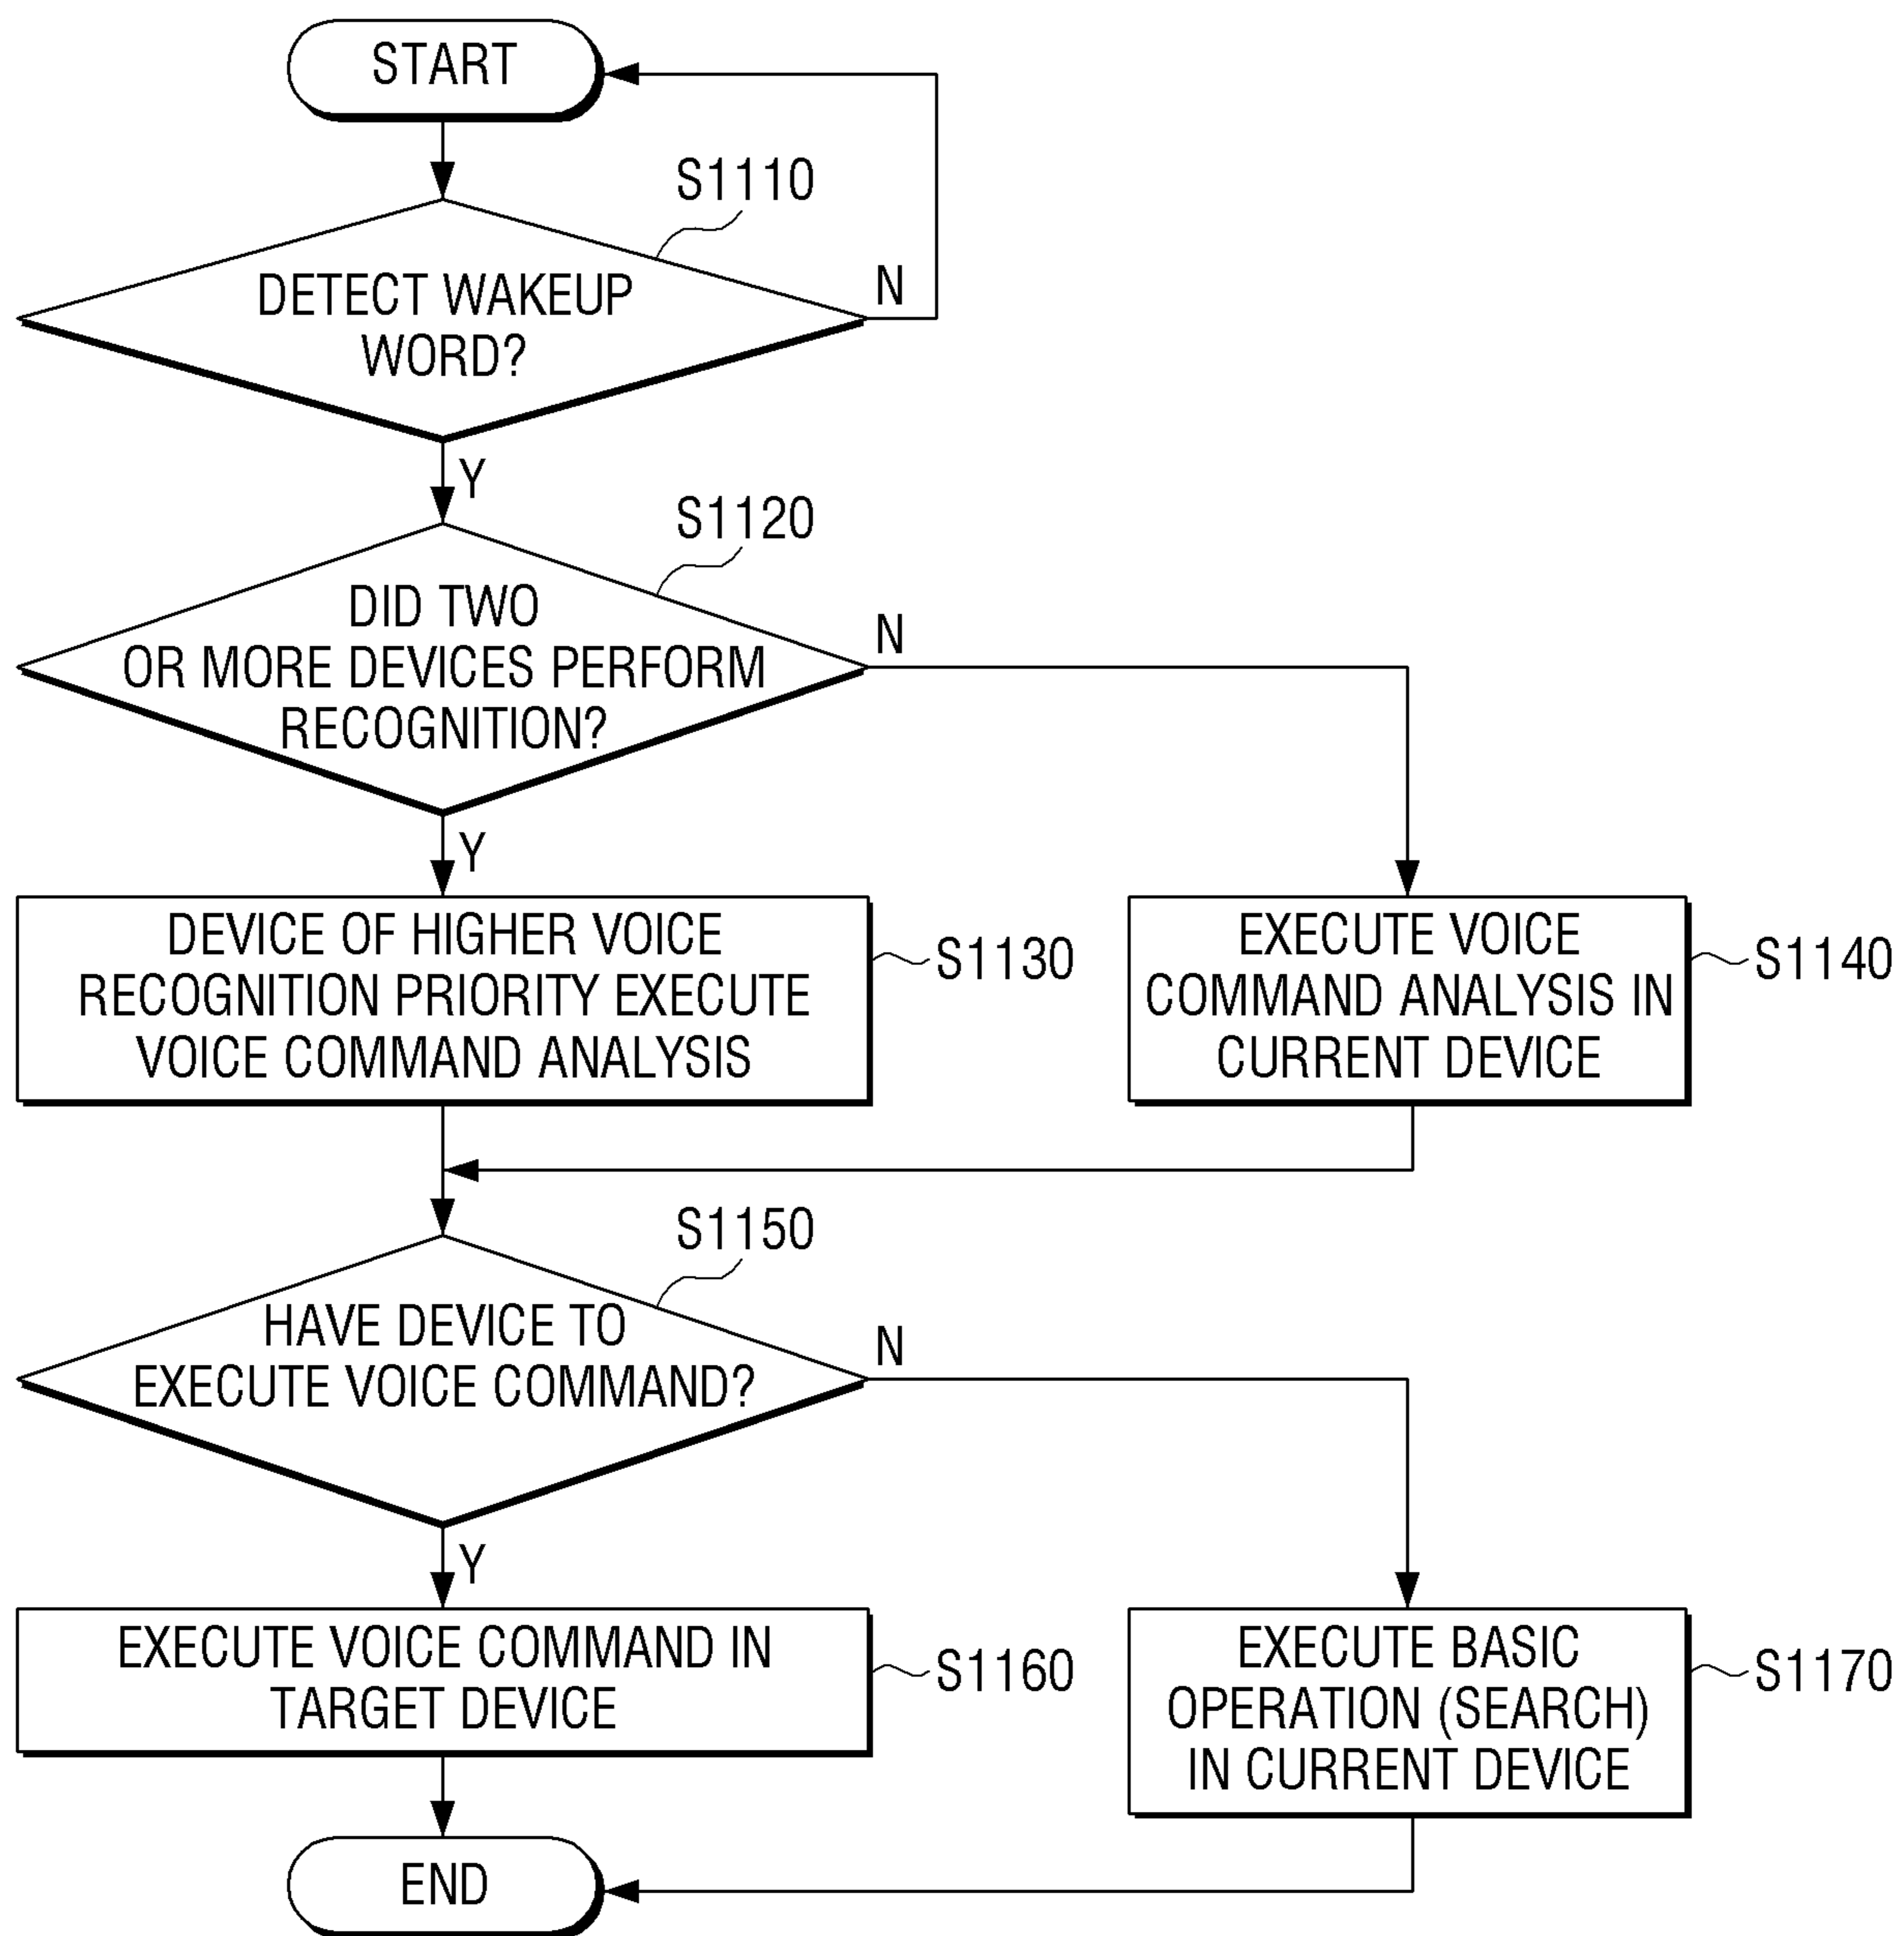 START
S1110
DETECT WAKEUP
WORD?
N
Y
S1120
DID TWO
OR MORE DEVICES PERFORM
RECOGNITION?
N
Y
DEVICE OF HIGHER VOICE
RECOGNITION PRIORITY EXECUTE
VOICE COMMAND ANALYSIS
S1130
EXECUTE VOICE
COMMAND ANALYSIS IN
CURRENT DEVICE
S1140
S1150
HAVE DEVICE TO
EXECUTE VOICE COMMAND?
N
Y
EXECUTE VOICE COMMAND IN
TARGET DEVICE
S1160
EXECUTE BASIC
OPERATION (SEARCH)
IN CURRENT DEVICE
S1170
END